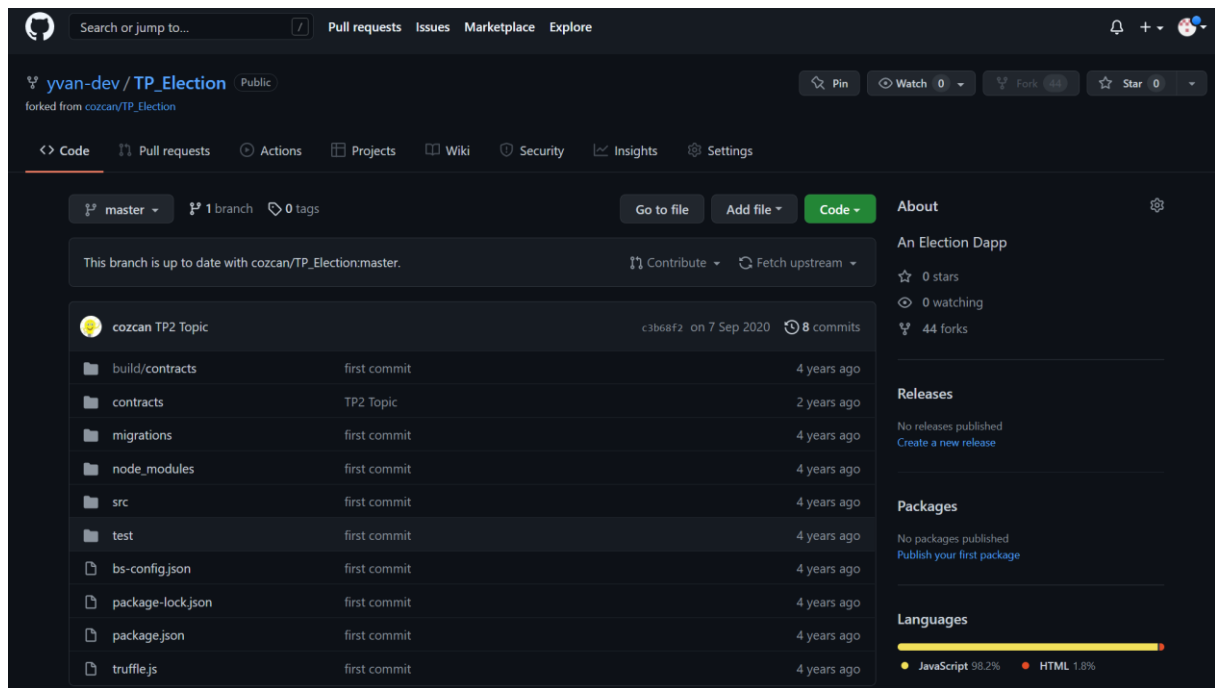 Search or jump to... / Pull requests Issues Marketplace Explore
yvan-dev / TP_Election Public Pin Watch 0 Fork 44 Star 0
forked from cozcan/TP_Election
<> Code Pull requests Actions Projects Wiki Security Insights Settings
master 1 branch 0 tags Go to file Add file Code
This branch is up to date with cozcan/TP_Election:master. Contribute Fetch upstream
cozcan TP2 Topic c3b68f2 on 7 Sep 2020 8 commits
build/contracts first commit 4 years ago
contracts TP2 Topic 2 years ago
migrations first commit 4 years ago
node_modules first commit 4 years ago
src first commit 4 years ago
test first commit 4 years ago
bs-config.json first commit 4 years ago
package-lock.json first commit 4 years ago
package.json first commit 4 years ago
truffle.js first commit 4 years ago
About
An Election Dapp
0 stars
0 watching
44 forks
Releases
No releases published
Create a new release
Packages
No packages published
Publish your first package
Languages
JavaScript 98.2% HTML 1.8%